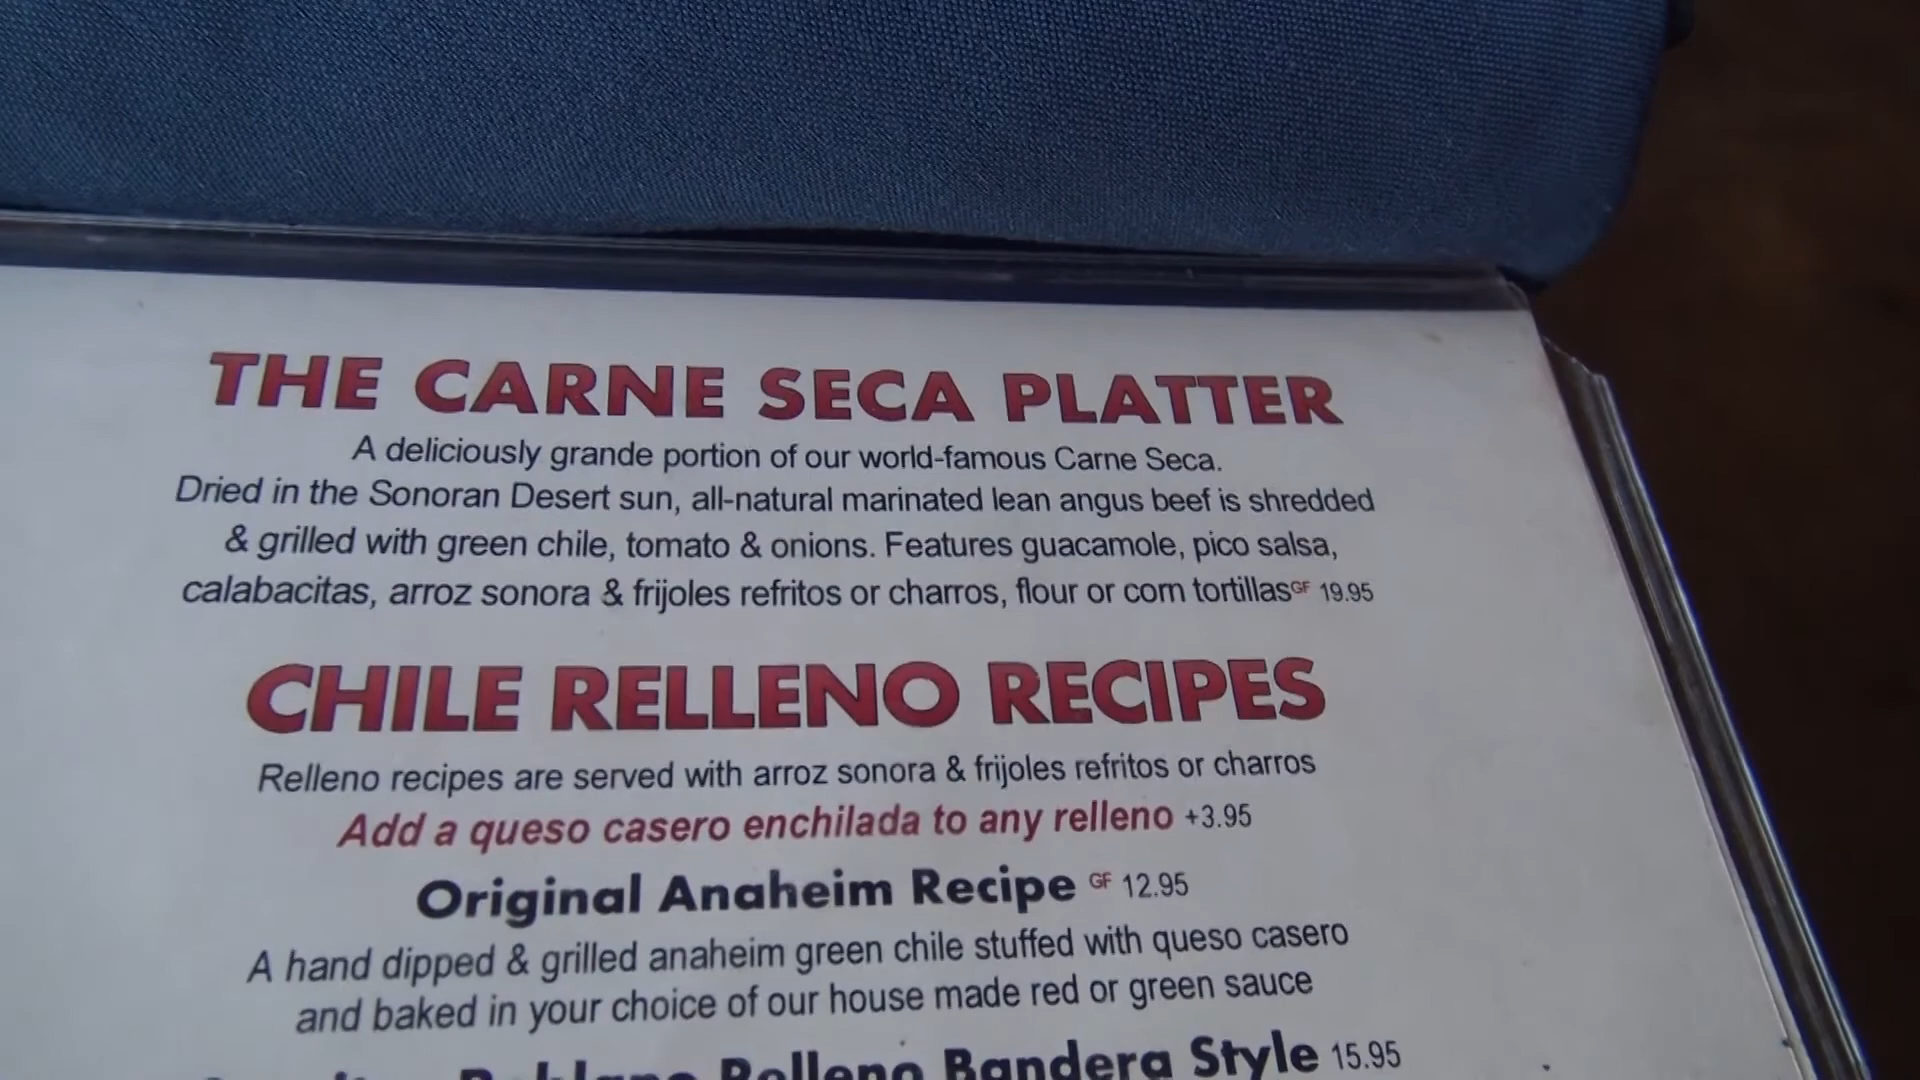 THE CARNE SECA PLATTER
A deliciously grande portion of our world-famous Carne Seca.
Dried in the Sonoran Desert sun, all-natural marinated lean angus beef is shredded
& grilled with green chile, tomato & onions. Features guacamole, pico salsa,
calabacitas, arroz sonora & frijoles refritos or charros, flour or corn tortillas GF 19.95
CHILE RELLENO RECIPES
Relleno recipes are served with arroz sonora & frijoles refritos or charros
Add a queso casero enchilada to any relleno +3.95
Original Anaheim Recipe GF 12.95
A hand dipped & grilled anaheim green chile stuffed with queso casero
and baked in your choice of our house made red or green sauce
Relleno Bandera Style 15.95